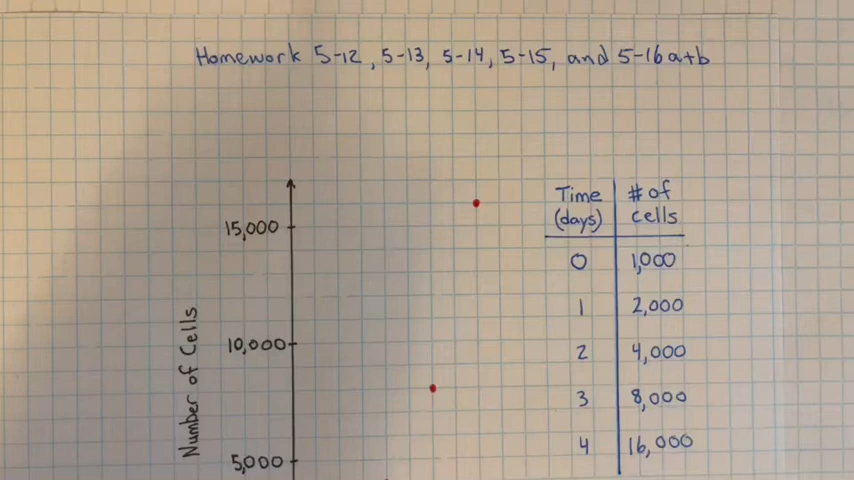 Homework 5-12, 5-13, 5-14, 5-15, and 5-16 a+b
15,000
10,000
5,000
Number of Cells
Time (days) # of cells
0 1,000
1 2,000
2 4,000
3 8,000
4 16,000